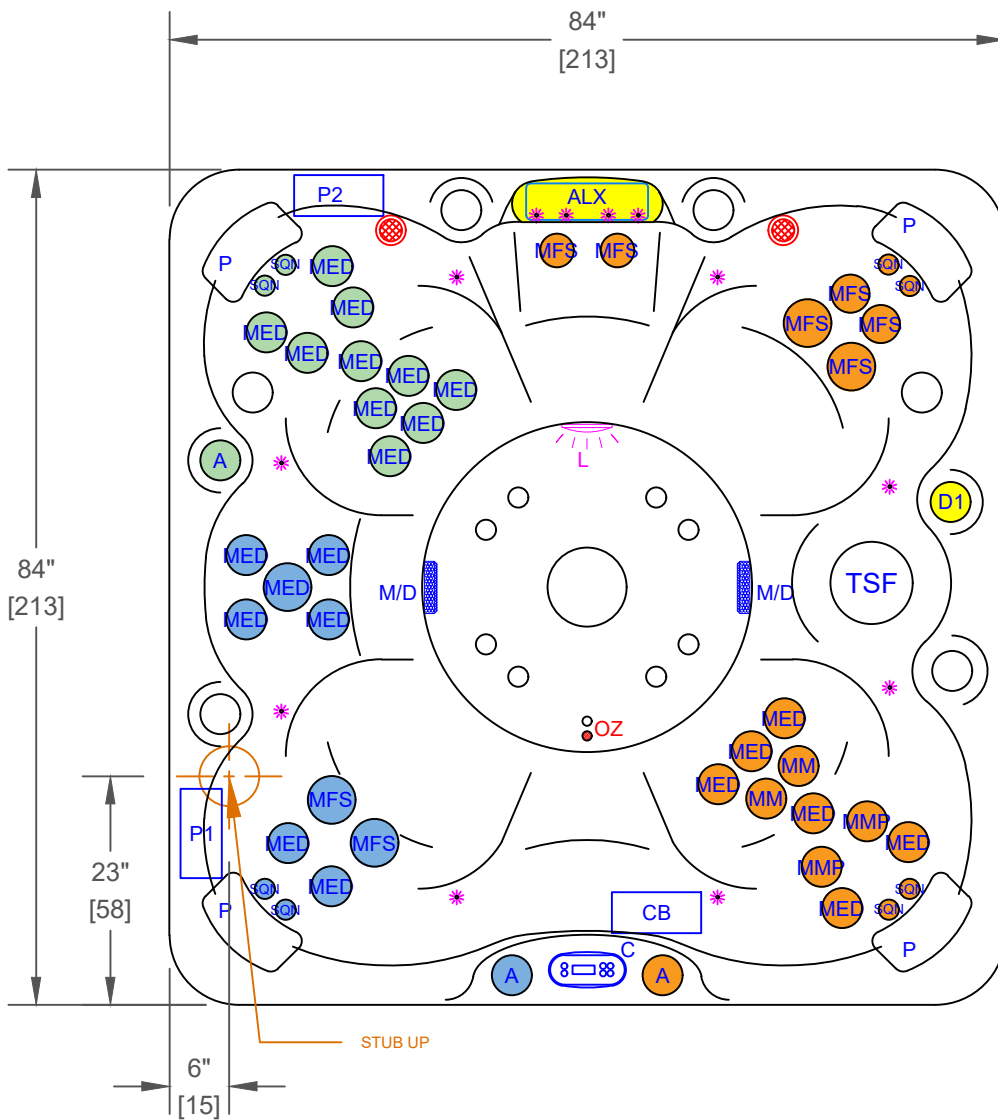 84"
[213]
P2
ALX
P
P
MFS
MFS
SQN
SQN
MED
SQN
SQN
MED
MFS
MFS
MFS
MED
MED
MED
MED
MED
MFS
MED
MED
MED
A
L
D1
MED
MED
84"
[213]
MED
M/D
M/D
TSF
MED
MED
OZ
MED
MED
MM
MED
MM
MFS
MED
MMP
P1
MED
MFS
MED
23"
[58]
MMP
MED
SQN
SQN
SQN
SQN
MED
P
CB
C
P
A
A
STUB UP
6"
[15]